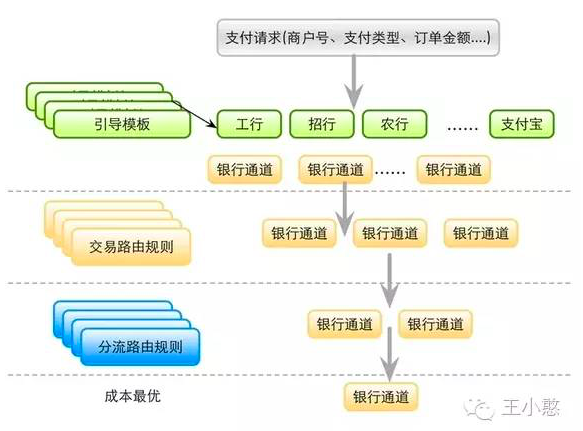 支付请求(商户号、支付类型、订单金额....)
引导模板
工行
招行
农行
......
支付宝
银行通道
银行通道
......
银行通道
交易路由规则
银行通道
银行通道
银行通道
分流路由规则
银行通道
银行通道
成本最优
银行通道
王小憨